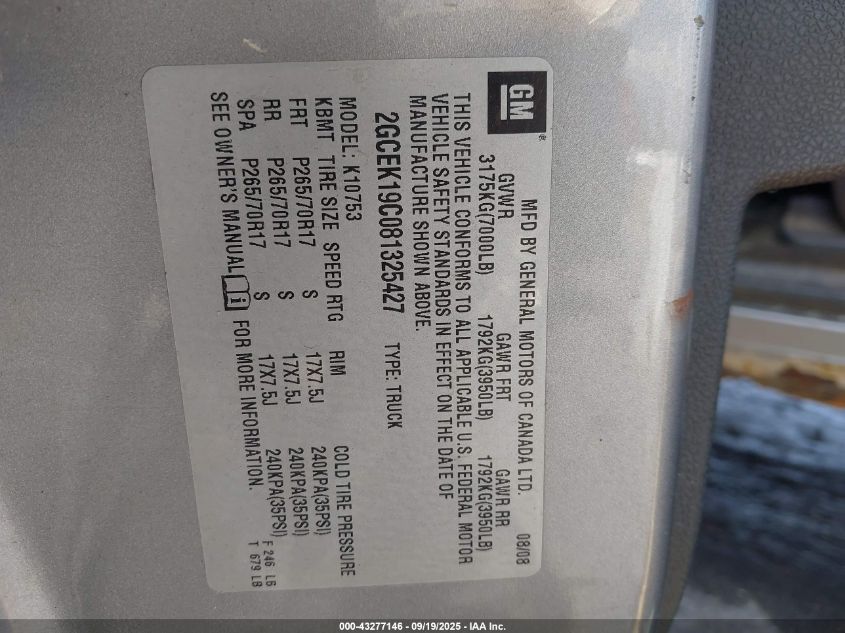 GM
MFD BY GENERAL MOTORS OF CANADA LTD. 08/08
GVWR GAWR FRT GAWR RR
3175KG(7000LB) 1792KG(3950LB) 1792KG(3950LB)
THIS VEHICLE CONFORMS TO ALL APPLICABLE U.S. FEDERAL MOTOR
VEHICLE SAFETY STANDARDS IN EFFECT ON THE DATE OF
MANUFACTURE SHOWN ABOVE.
2GCEK19C081325427 TYPE: TRUCK
MODEL: K10753
KBMT TIRE SIZE SPEED RTG RIM COLD TIRE PRESSURE
FRT P265/70R17 S 17X7.5J 240KPA(35PSI)
RR P265/70R17 S 17X7.5J 240KPA(35PSI)
SPA P265/70R17 S 17X7.5J 240KPA(35PSI)
SEE OWNER'S MANUAL i FOR MORE INFORMATION.
F 246 LB
T 679 LB
000-43277146 - 09/19/2025 - IAA Inc.